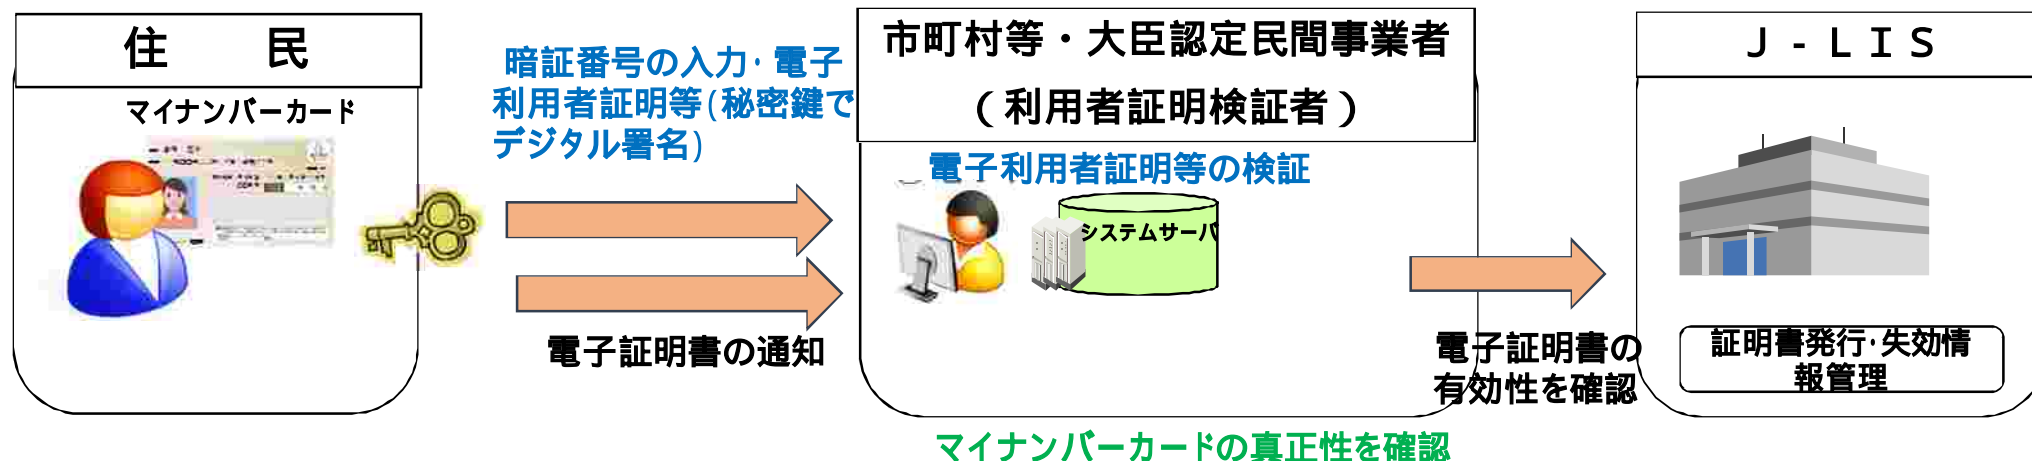 住　　民
マイナンバーカード
暗証番号の入力・電子
利用者証明等(秘密鍵で
デジタル署名)
電子証明書の通知
市町村等・大臣認定民間事業者
（利用者証明検証者）
電子利用者証明等の検証
システムサーバ
電子証明書の
有効性を確認
マイナンバーカードの真正性を確認
Ｊ-ＬＩＳ
証明書発行・失効情
報管理